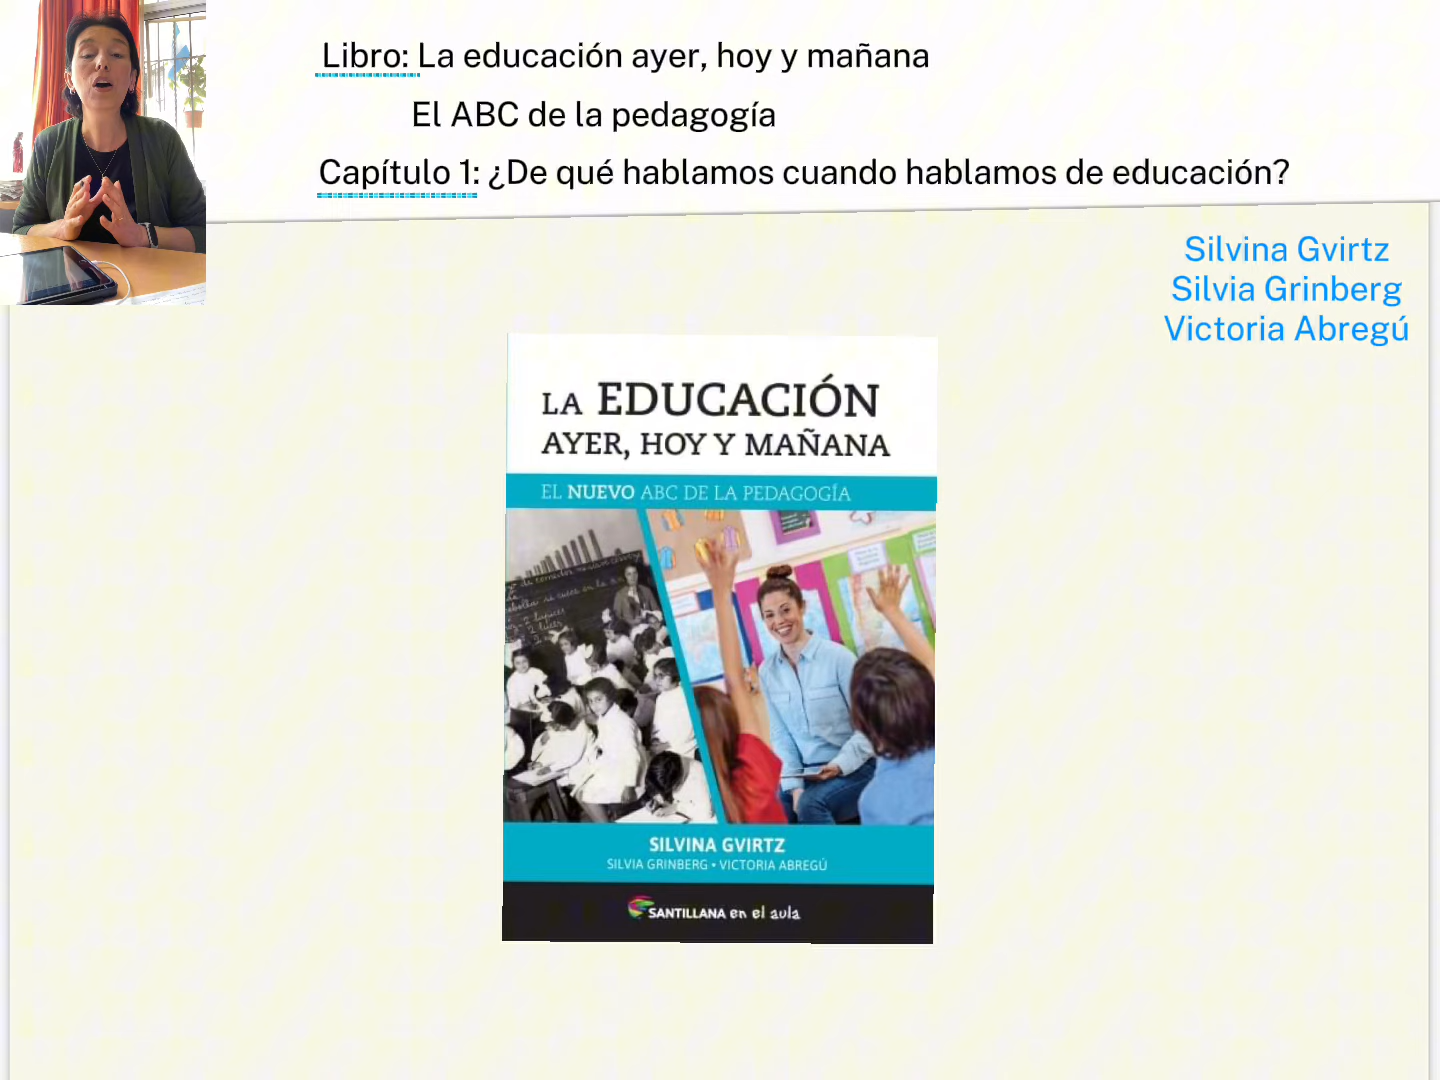 Libro: La educación ayer, hoy y mañana
El ABC de la pedagogía
Capítulo 1: ¿De qué hablamos cuando hablamos de educación?
Silvina Gvirtz
Silvia Grinberg
Victoria Abregú
LA EDUCACIÓN
AYER, HOY Y MAÑANA
EL NUEVO ABC DE LA PEDAGOGÍA
SILVINA GVIRTZ
SILVIA GRINBERG • VICTORIA ABREGÚ
SANTILLANA en el aula